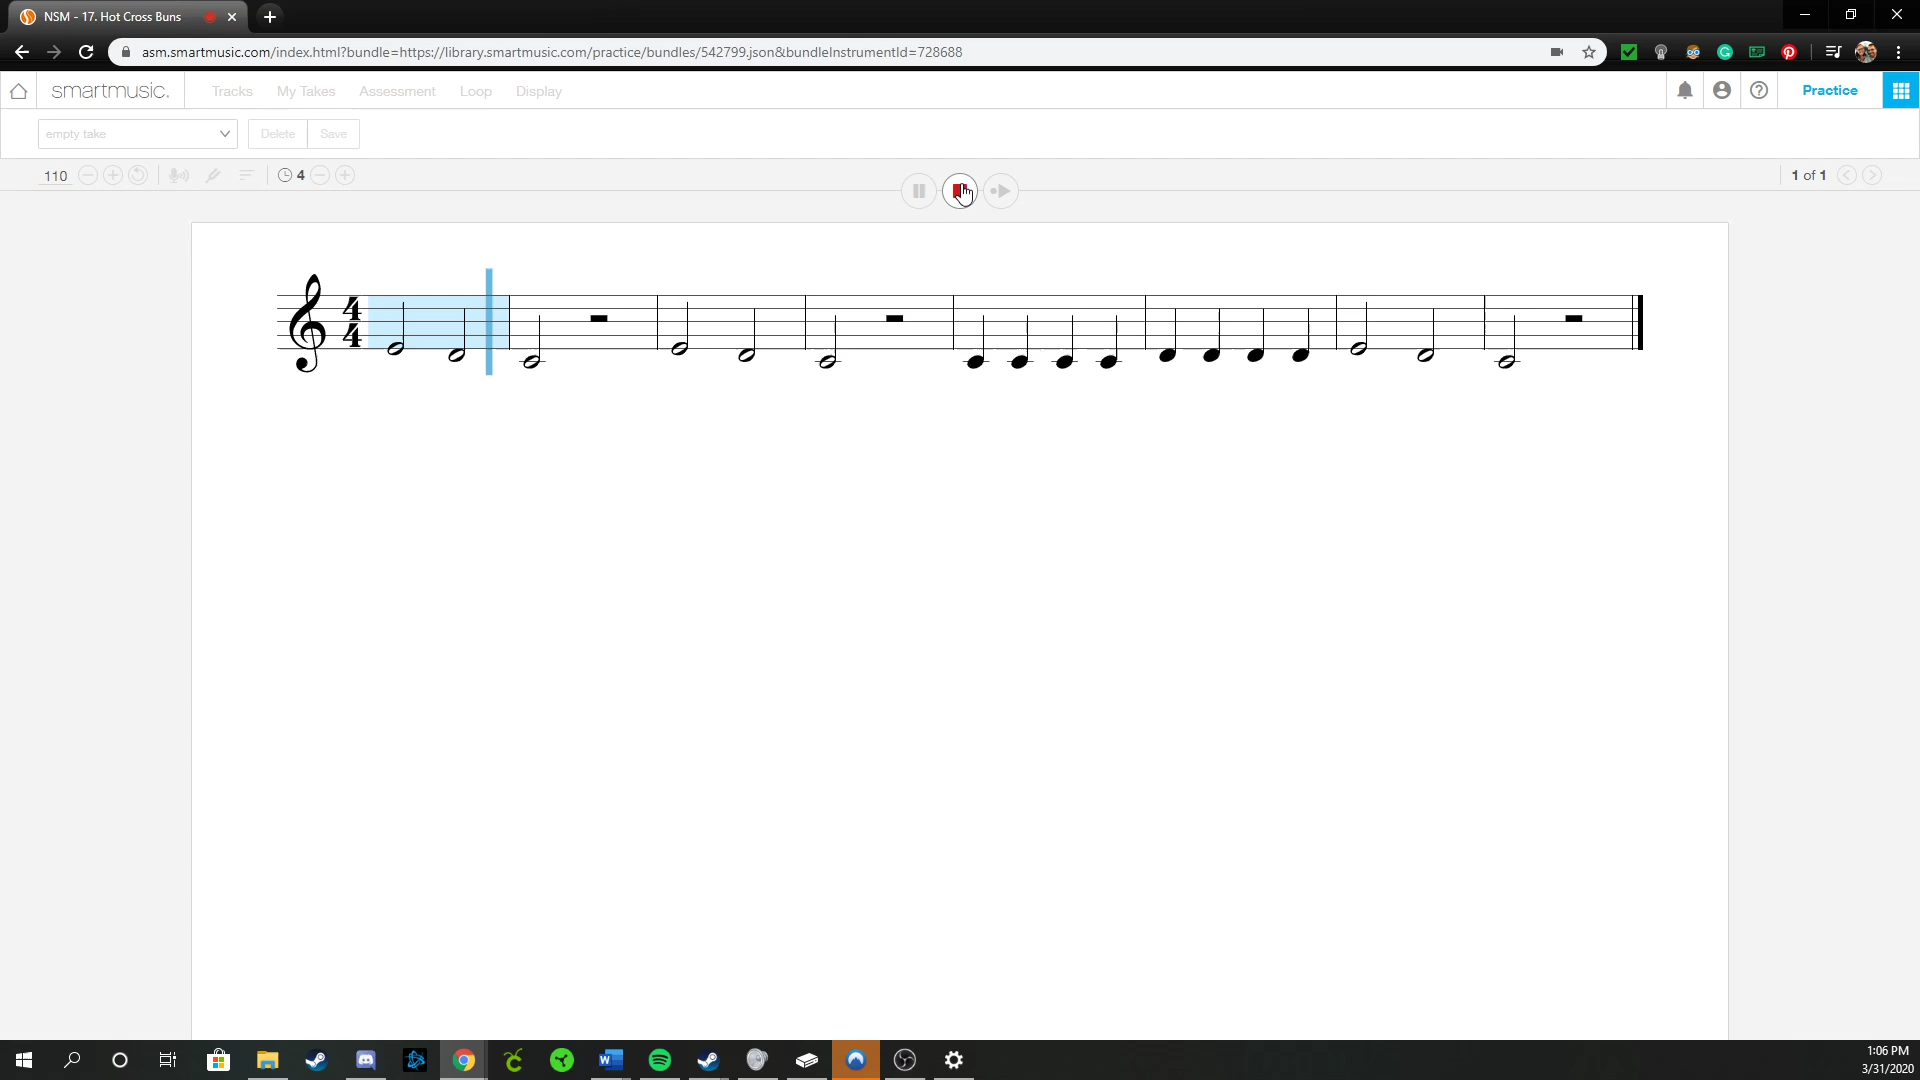 NSM - 17. Hot Cross Buns
asm.smartmusic.com/index.html?bundle=https://library.smartmusic.com/practice/bundles/542799.json&bundleInstrumentId=728688
smartmusic. Tracks My Takes Assessment Loop Display Practice
empty take Delete Save
110 4 1 of 1
4
4
1:06 PM
3/31/2020